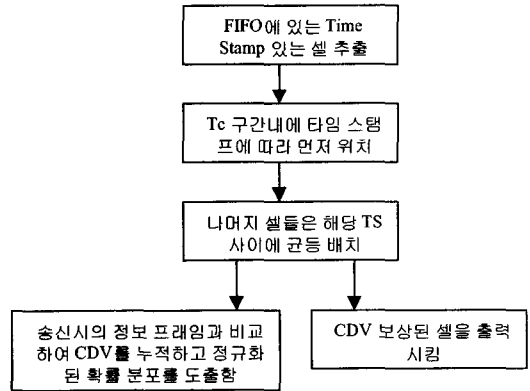 FIFO에 있는 Time
Stamp 있는 셀 추출
Tc 구간내에 타임 스탬
프에 따라 먼저 위치
나머지 셀들은 해당 TS
사이에 균등 배치
송신시의 정보 프래임과 비교
하여 CDV를 누적하고 정규화
된 확률 분포를 도출함
CDV 보상된 셀을 출력
시킴